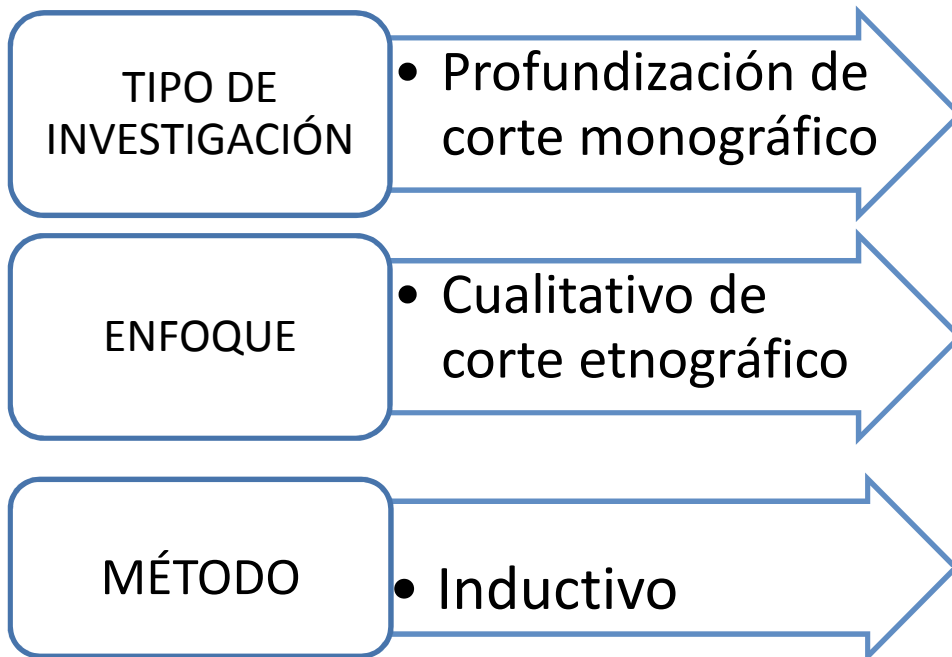 TIPO DE
INVESTIGACIÓN
• Profundización de
corte monográfico
ENFOQUE
• Cualitativo de
corte etnográfico
MÉTODO
• Inductivo